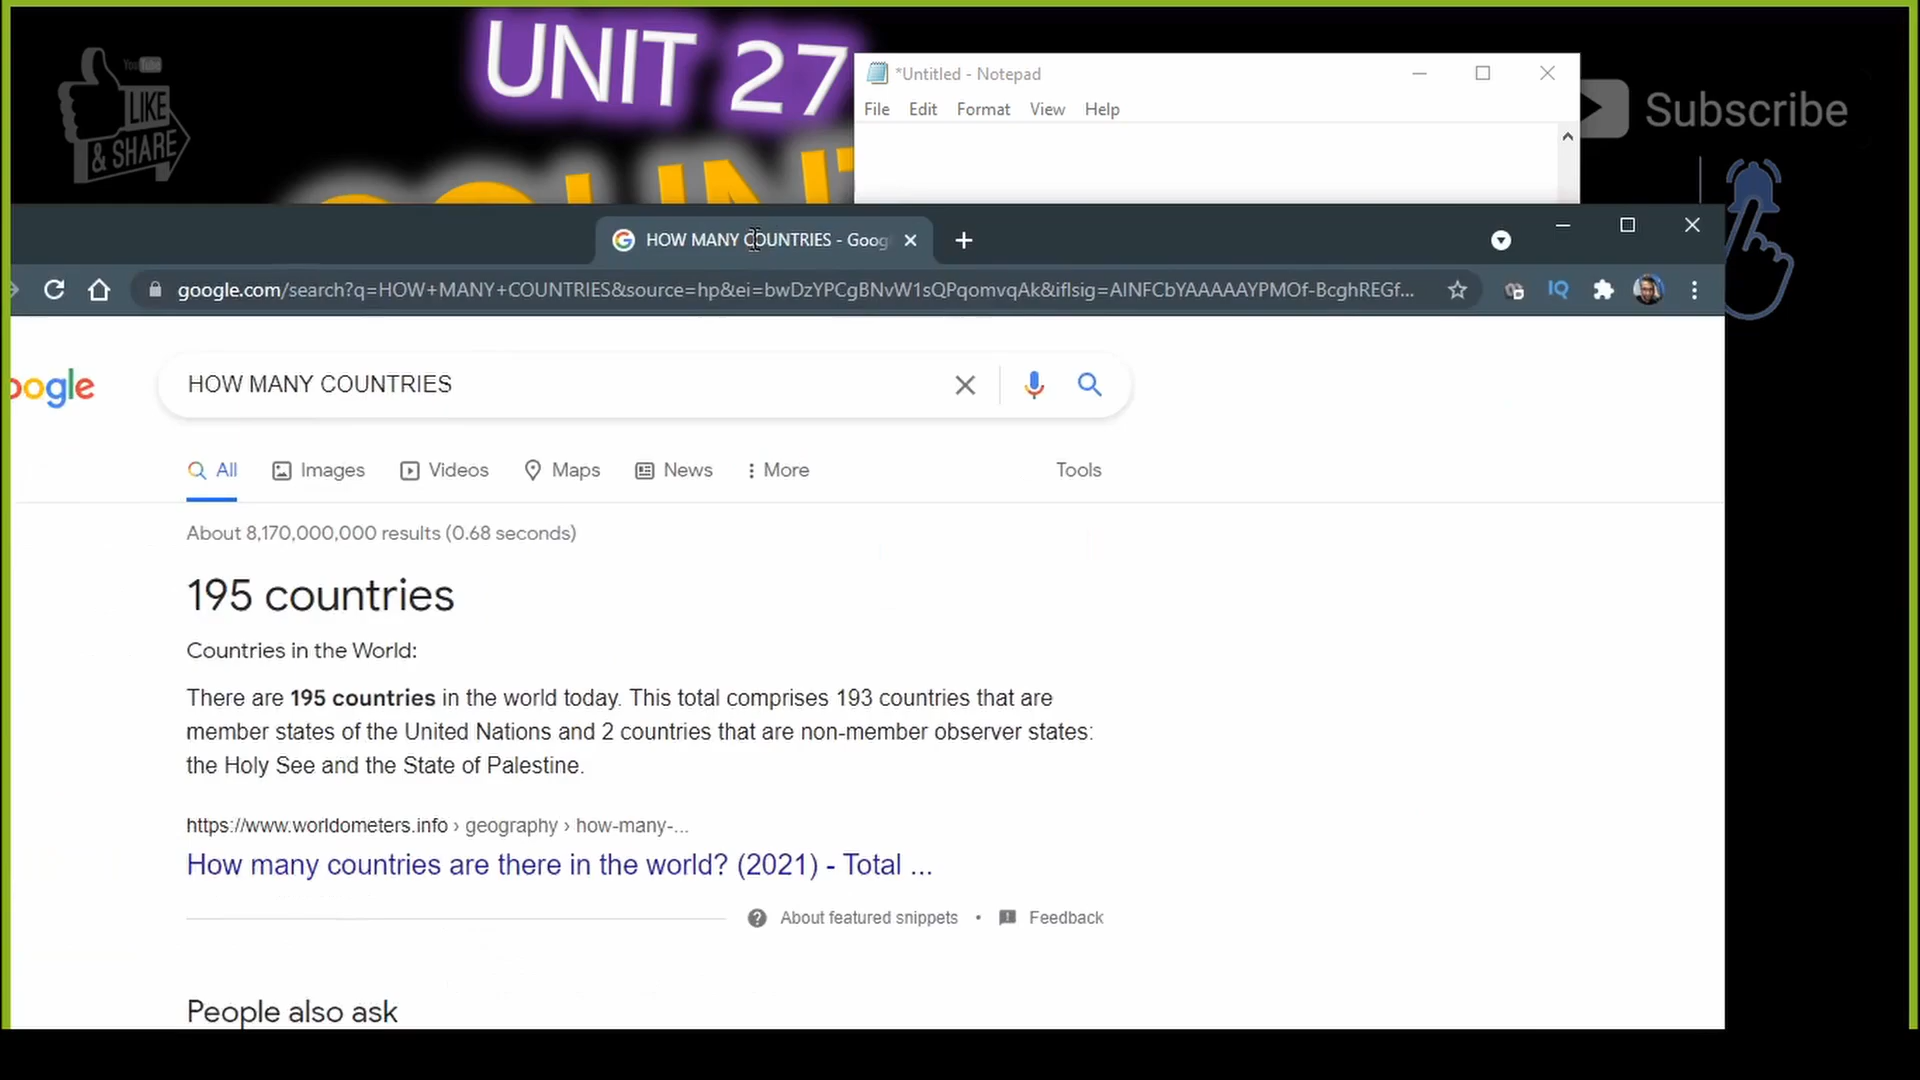 UNIT 27
YouTube
LIKE
& SHARE
*Untitled - Notepad
File Edit Format View Help
Subscribe
HOW MANY COUNTRIES - Goog
google.com/search?q=HOW+MANY+COUNTRIES&source=hp&ei=bwDzYPCgBNvW1sQPqomvqAk&iflsig=AINFCbYAAAAAYPMOf-BcghREGf...
IQ
oogle
HOW MANY COUNTRIES
All Images Videos Maps News More Tools
About 8,170,000,000 results (0.68 seconds)
195 countries
Countries in the World:
There are 195 countries in the world today. This total comprises 193 countries that are
member states of the United Nations and 2 countries that are non-member observer states:
the Holy See and the State of Palestine.
https://www.worldometers.info › geography › how-many-...
How many countries are there in the world? (2021) - Total ...
About featured snippets • Feedback
People also ask